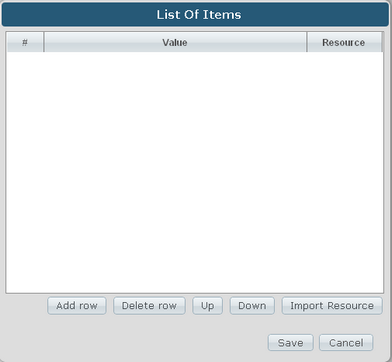 List Of Items
# Value Resource
Add row Delete row Up Down Import Resource
Save Cancel